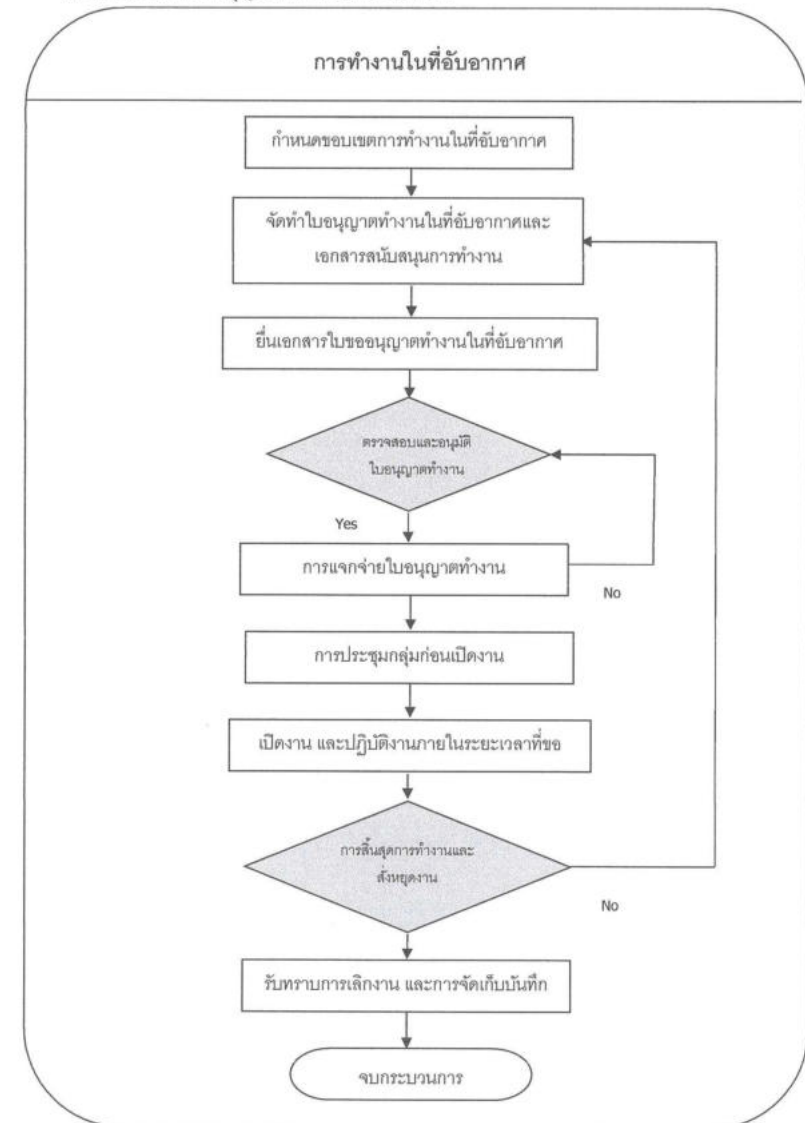 การทำงานในที่อับอากาศ
กำหนดขอบเขตการทำงานในที่อับอากาศ
จัดทำใบอนุญาตทำงานในที่อับอากาศและ
เอกสารสนับสนุนการทำงาน
ยื่นเอกสารใบขออนุญาตทำงานในที่อับอากาศ
ตรวจสอบและอนุมัติ
ใบอนุญาตทำงาน
Yes
การแจกจ่ายใบอนุญาตทำงาน
No
การประชุมกลุ่มก่อนเปิดงาน
เปิดงาน และปฏิบัติงานภายในระยะเวลาที่ขอ
การสิ้นสุดการทำงานและ
สั่งหยุดงาน
No
รับทราบการเลิกงาน และการจัดเก็บบันทึก
จบกระบวนการ